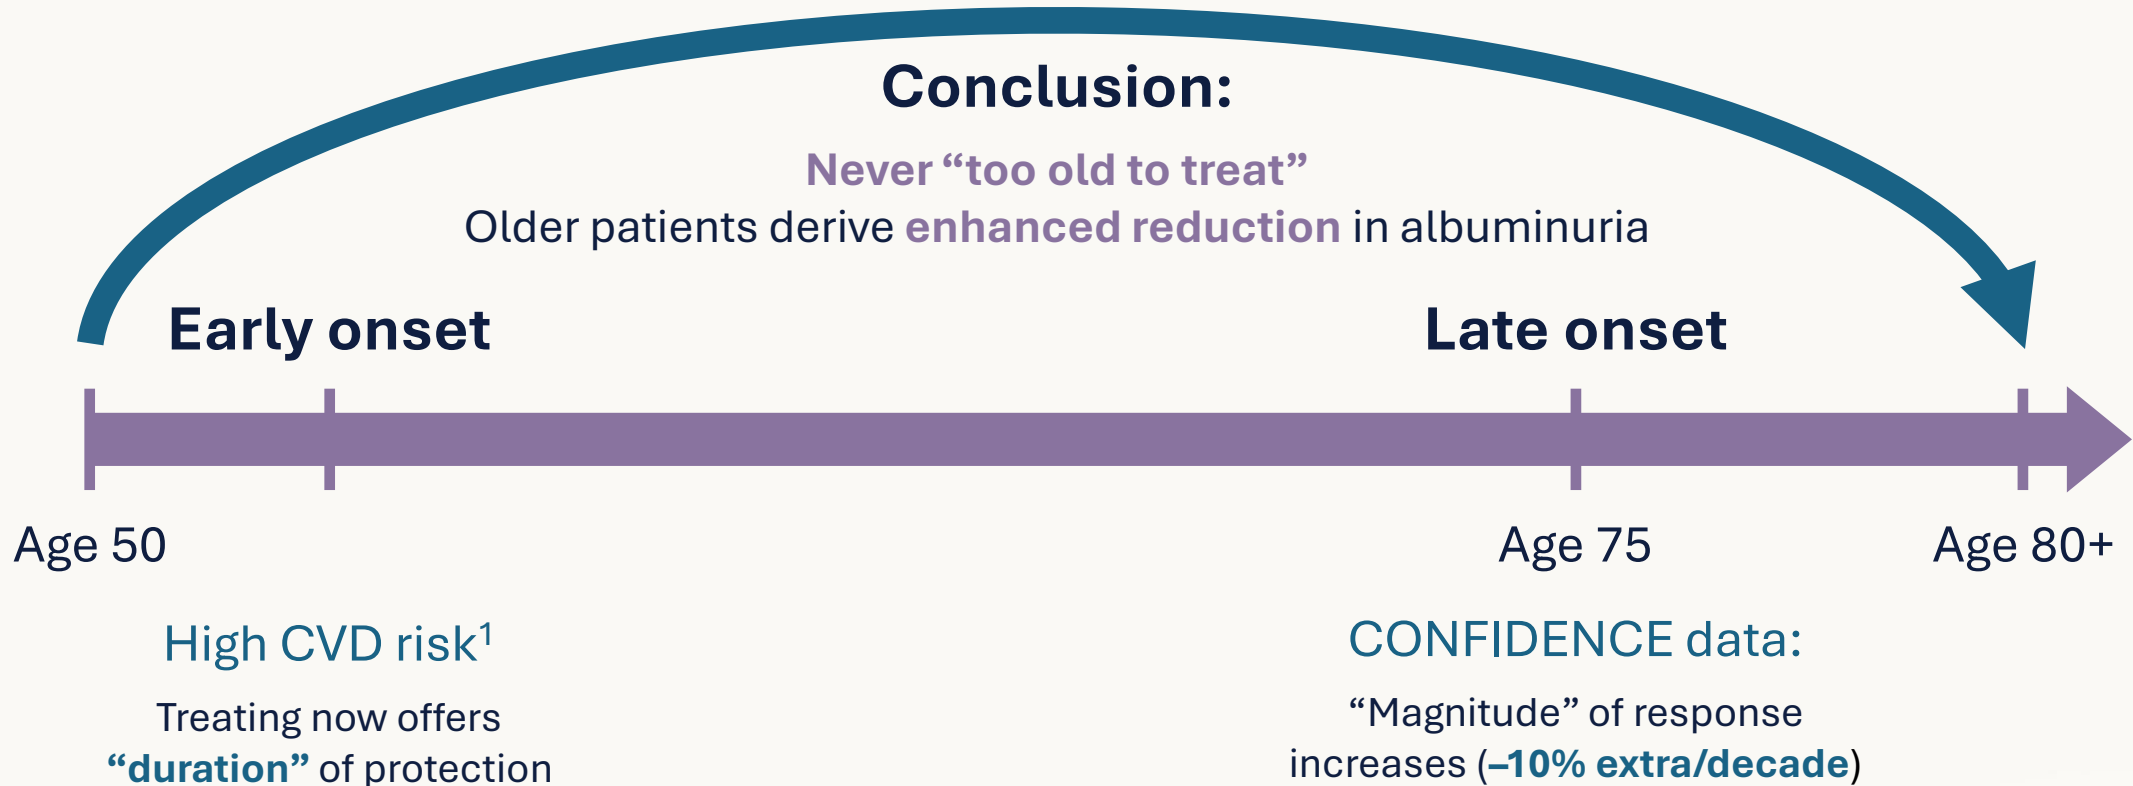 Conclusion:
Never “too old to treat”
Older patients derive enhanced reduction in albuminuria
Early onset
Late onset
Age 50
Age 75
Age 80+
High CVD risk¹
Treating now offers
“duration” of protection
CONFIDENCE data:
“Magnitude” of response
increases (–10% extra/decade)